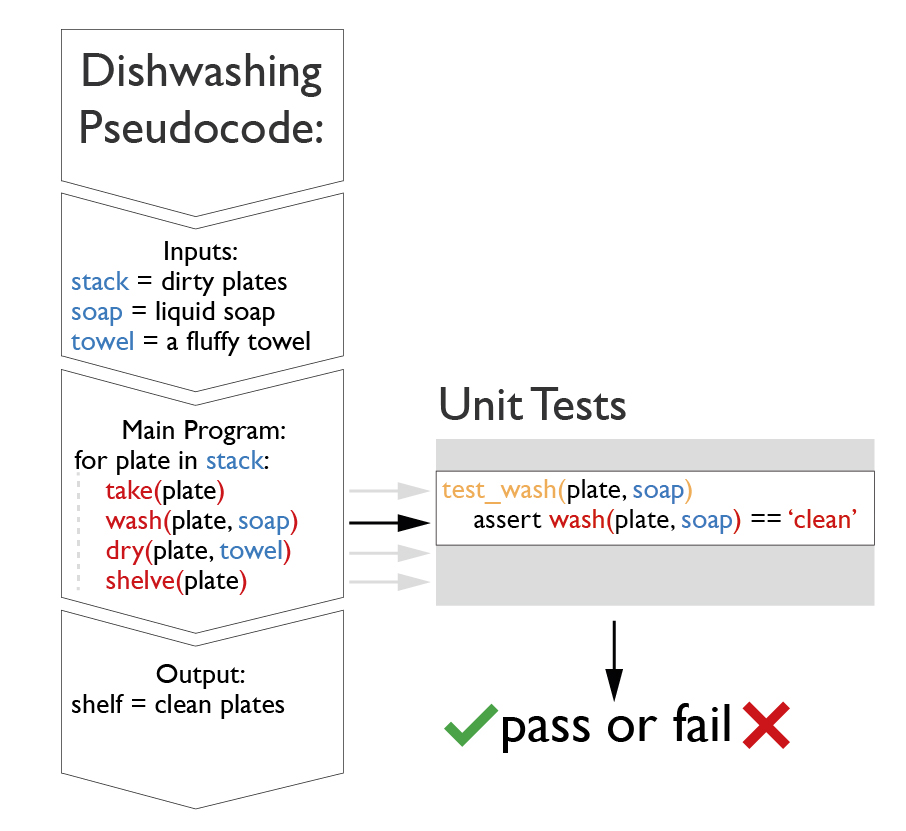 Dishwashing
Pseudocode:
Inputs:
stack = dirty plates
soap = liquid soap
towel = a fluffy towel
Main Program:
for plate in stack:
take(plate)
wash(plate, soap)
dry(plate, towel)
shelve(plate)
Output:
shelf = clean plates
Unit Tests
test_wash(plate, soap)
assert wash(plate, soap) == ‘clean’
pass or fail